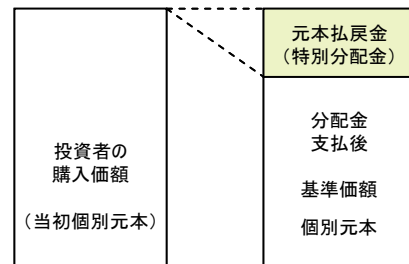 投資者の
購入価額
（当初個別元本）
元本払戻金
（特別分配金）
分配金
支払後
基準価額
個別元本